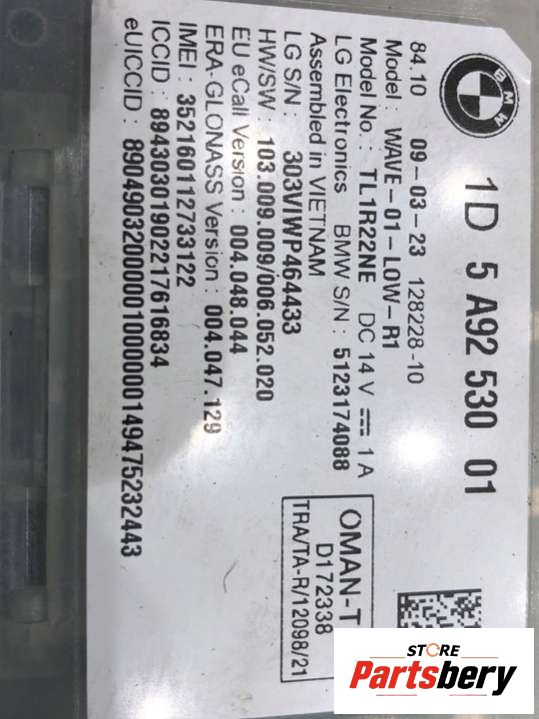 BMW
1D 5 A92 530 01
84.10 09-03-23 128228-10
Model : WAVE-01-LOW-R1
Model No. : TL1R22NE DC 14 V 1 A
LG Electronics BMW S/N : 5123174088
Assembled in VIETNAM
LG S/N : 303VIWP464433
HW/SW : 103.009.009/006.052.020
EU eCall Version : 004.048.044
ERA-GLONASS Version : 004.047.129
IMEI : 352160112733122
ICCID : 8943030190221761​6834
eUICCID : 89049032000001000000149475232443
OMAN-T
D172338
TRA/TA-R/12098/21
STORE
Partsbery